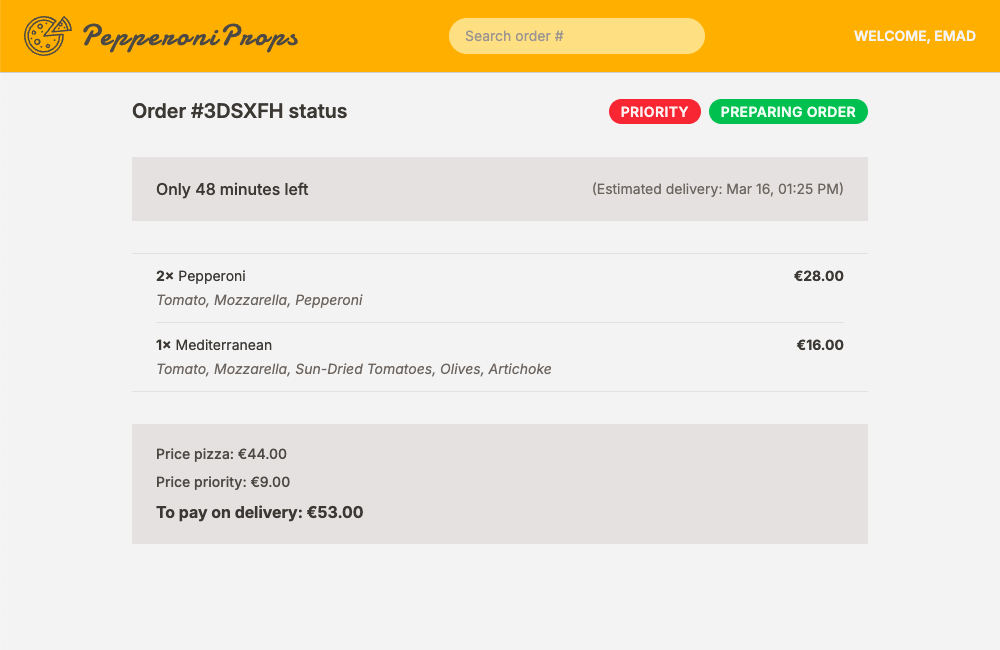 PepperoniProps
Search order #
WELCOME, EMAD
Order #3DSXFH status
PRIORITY
PREPARING ORDER
Only 48 minutes left
(Estimated delivery: Mar 16, 01:25 PM)
2× Pepperoni
€28.00
Tomato, Mozzarella, Pepperoni
1× Mediterranean
€16.00
Tomato, Mozzarella, Sun-Dried Tomatoes, Olives, Artichoke
Price pizza: €44.00
Price priority: €9.00
To pay on delivery: €53.00